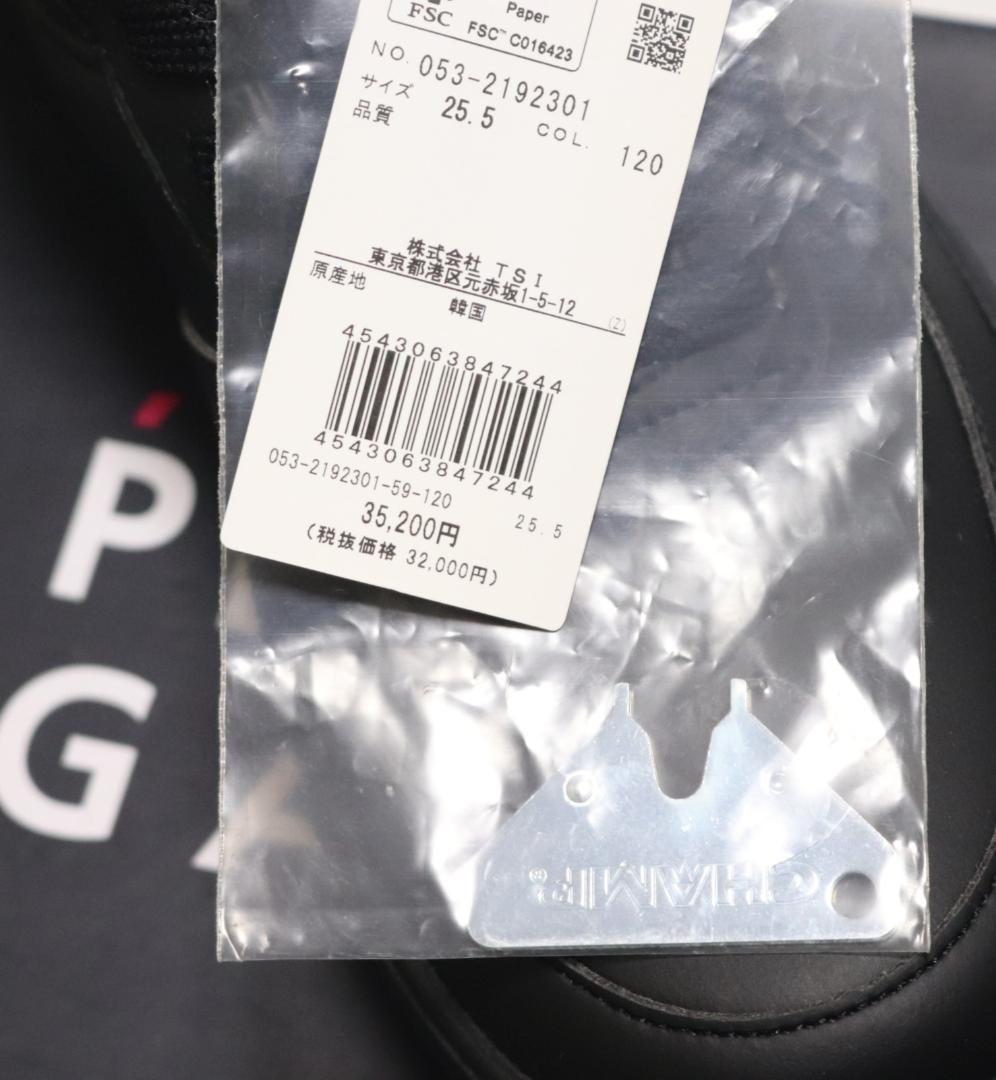 FSC
Paper
FSC™ C016423
NO. 053-2192301
サイズ 25.5 COL. 120
品質
株式会社 TSI
東京都港区元赤坂1-5-12
(Z)
原産地 韓国
4543063847244
4543063847244
053-2192301-59-120 25.5
35,200円
(税抜価格 32,000円)
P
G
CHAMP®